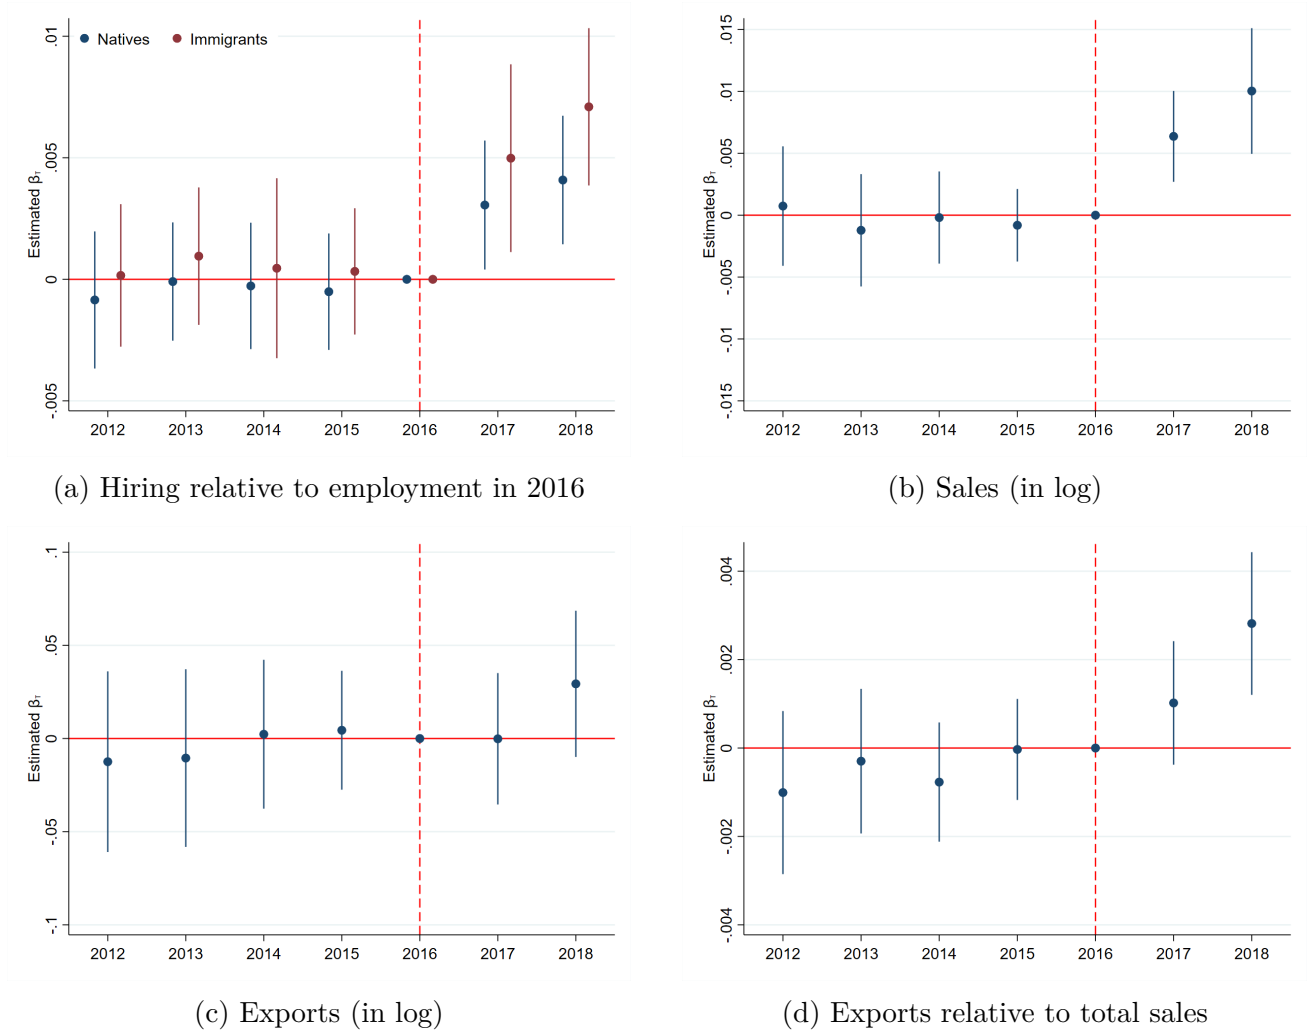 Natives Immigrants
Estimated βτ
.01
.005
0
-.005
2012 2013 2014 2015 2016 2017 2018
(a) Hiring relative to employment in 2016
Estimated βτ
.015
.01
.005
0
-.005
-.01
-.015
2012 2013 2014 2015 2016 2017 2018
(b) Sales (in log)
Estimated βτ
.1
.05
0
-.05
-.1
2012 2013 2014 2015 2016 2017 2018
(c) Exports (in log)
Estimated βτ
.004
.002
0
-.002
-.004
2012 2013 2014 2015 2016 2017 2018
(d) Exports relative to total sales